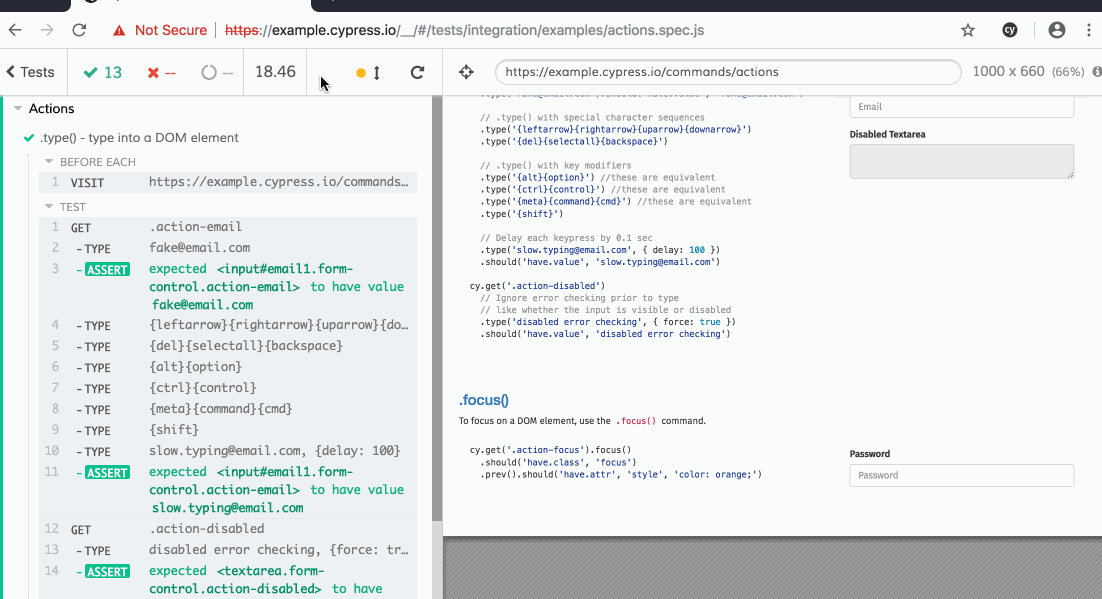 Not Secure https://example.cypress.io/__/#/tests/integration/examples/actions.spec.js
Tests 13 -- -- 18.46 https://example.cypress.io/commands/actions 1000 x 660 (66%)
Actions
.type() - type into a DOM element
BEFORE EACH
1 VISIT https://example.cypress.io/commands…
TEST
1 GET .action-email
2 -TYPE fake@email.com
3 -ASSERT expected <input#email1.form-
control.action-email> to have value
fake@email.com
4 -TYPE {leftarrow}{rightarrow}{uparrow}{do…
5 -TYPE {del}{selectall}{backspace}
6 -TYPE {alt}{option}
7 -TYPE {ctrl}{control}
8 -TYPE {meta}{command}{cmd}
9 -TYPE {shift}
10 -TYPE slow.typing@email.com, {delay: 100}
11 -ASSERT expected <input#email1.form-
control.action-email> to have value
slow.typing@email.com
12 GET .action-disabled
13 -TYPE disabled error checking, {force: tr…
14 -ASSERT expected <textarea.form-
control.action-disabled> to have
// .type() with special character sequences
.type('{leftarrow}{rightarrow}{uparrow}{downarrow}')
.type('{del}{selectall}{backspace}')
// .type() with key modifiers
.type('{alt}{option}') //these are equivalent
.type('{ctrl}{control}') //these are equivalent
.type('{meta}{command}{cmd}') //these are equivalent
.type('{shift}')
// Delay each keypress by 0.1 sec
.type('slow.typing@email.com', { delay: 100 })
.should('have.value', 'slow.typing@email.com')
cy.get('.action-disabled')
// Ignore error checking prior to type
// like whether the input is visible or disabled
.type('disabled error checking', { force: true })
.should('have.value', 'disabled error checking')
Email
Disabled Textarea
.focus()
To focus on a DOM element, use the .focus() command.
cy.get('.action-focus').focus()
.should('have.class', 'focus')
.prev().should('have.attr', 'style', 'color: orange;')
Password
Password